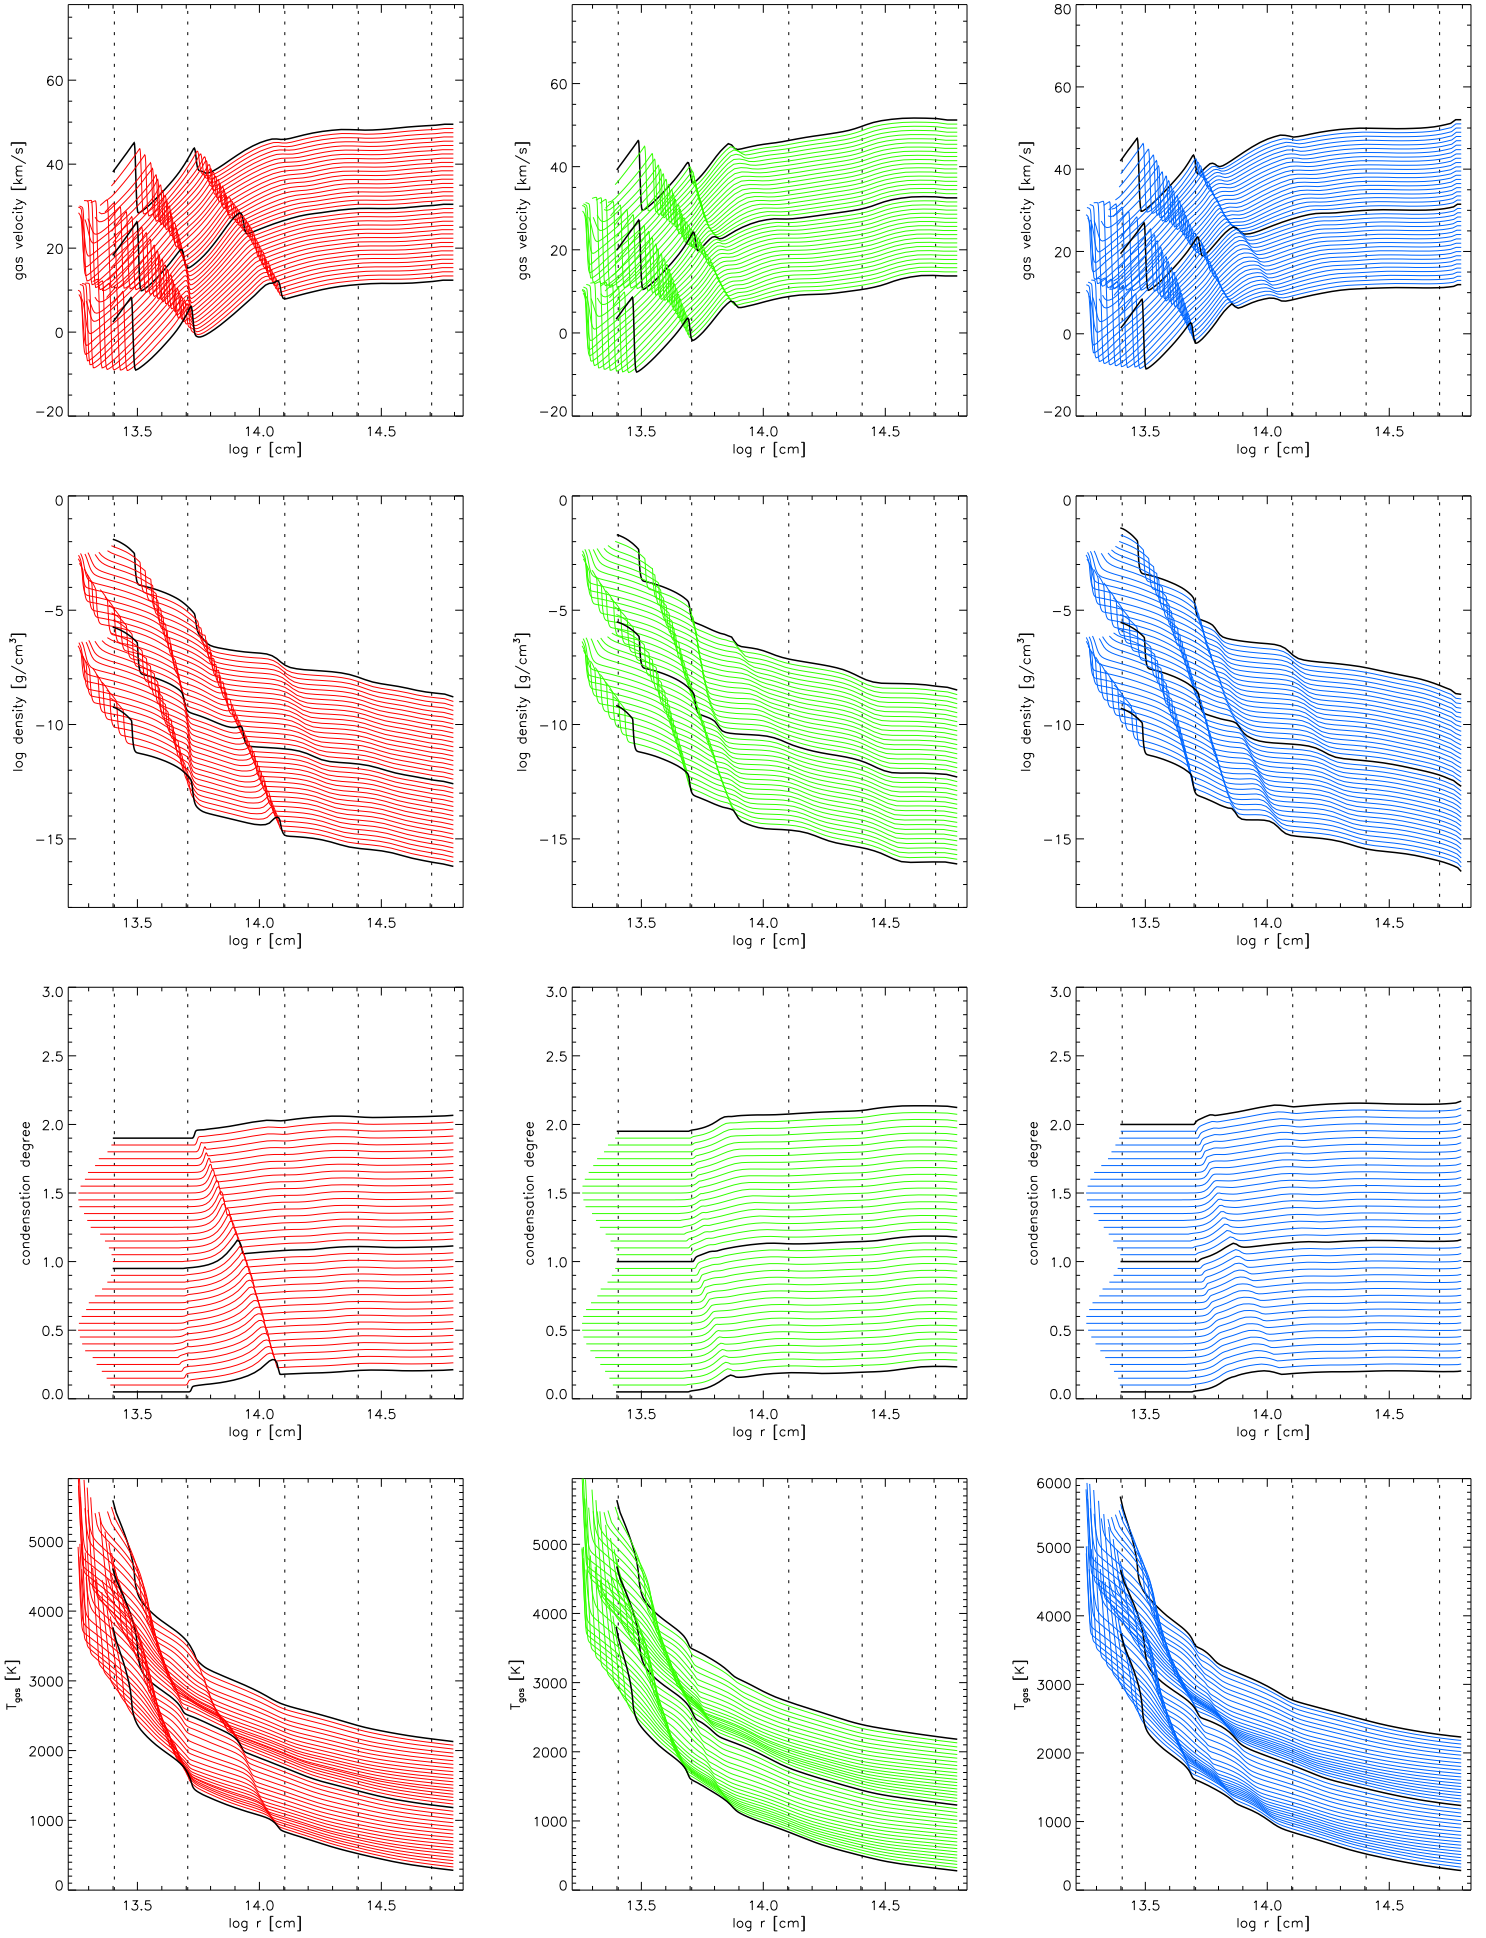 80
60 60 60
40 40 40
20 20 20
0 0 0
−20 −20 −20
gas velocity [km/s] gas velocity [km/s] gas velocity [km/s]
13.5 14.0 14.5 13.5 14.0 14.5 13.5 14.0 14.5
log r [cm] log r [cm] log r [cm]
0 0 0
−5 −5 −5
−10 −10 −10
−15 −15 −15
log density [g/cm³] log density [g/cm³] log density [g/cm³]
13.5 14.0 14.5 13.5 14.0 14.5 13.5 14.0 14.5
log r [cm] log r [cm] log r [cm]
3.0 3.0 3.0
2.5 2.5 2.5
2.0 2.0 2.0
1.5 1.5 1.5
1.0 1.0 1.0
0.5 0.5 0.5
0.0 0.0 0.0
condensation degree condensation degree condensation degree
13.5 14.0 14.5 13.5 14.0 14.5 13.5 14.0 14.5
log r [cm] log r [cm] log r [cm]
6000
5000 5000 5000
4000 4000 4000
3000 3000 3000
2000 2000 2000
1000 1000 1000
0 0 0
Tgas [K] Tgas [K] Tgas [K]
13.5 14.0 14.5 13.5 14.0 14.5 13.5 14.0 14.5
log r [cm] log r [cm] log r [cm]